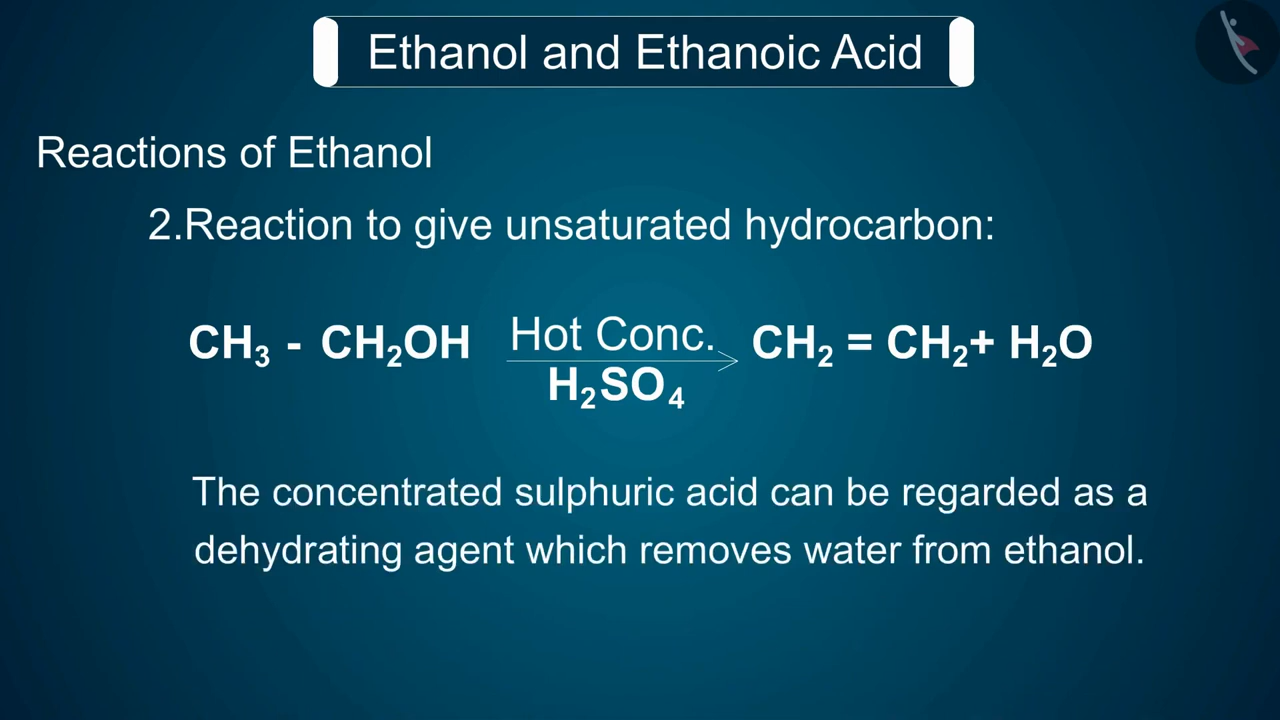 Ethanol and Ethanoic Acid
Reactions of Ethanol
2.Reaction to give unsaturated hydrocarbon:
CH₃ - CH₂OH Hot Conc. H₂SO₄ → CH₂ = CH₂+ H₂O
The concentrated sulphuric acid can be regarded as a
dehydrating agent which removes water from ethanol.